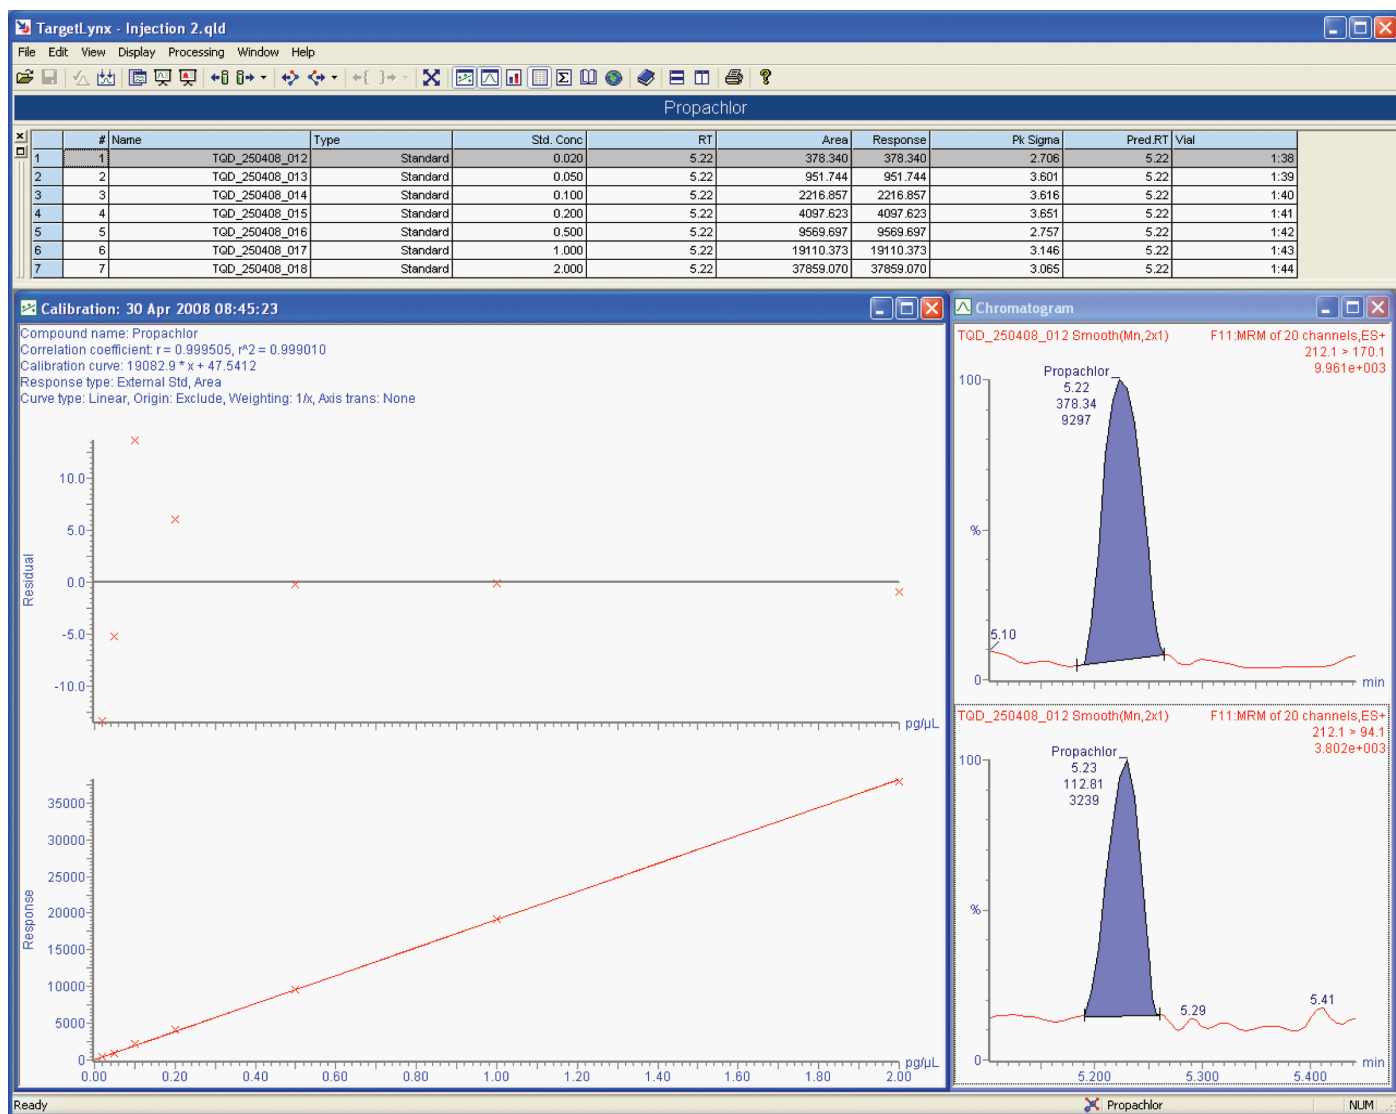 TargetLynx - Injection 2.qld
File Edit View Display Processing Window Help
Propachlor
# Name Type Std. Conc RT Area Response Pk Sigma Pred.RT Vial
1 1 TQD_250408_012 Standard 0.020 5.22 378.340 378.340 2.706 5.22 1:38
2 2 TQD_250408_013 Standard 0.050 5.22 951.744 951.744 3.601 5.22 1:39
3 3 TQD_250408_014 Standard 0.100 5.22 2216.857 2216.857 3.616 5.22 1:40
4 4 TQD_250408_015 Standard 0.200 5.22 4097.623 4097.623 3.651 5.22 1:41
5 5 TQD_250408_016 Standard 0.500 5.22 9569.697 9569.697 2.757 5.22 1:42
6 6 TQD_250408_017 Standard 1.000 5.22 19110.373 19110.373 3.146 5.22 1:43
7 7 TQD_250408_018 Standard 2.000 5.22 37859.070 37859.070 3.065 5.22 1:44
Calibration: 30 Apr 2008 08:45:23
Compound name: Propachlor
Correlation coefficient: r = 0.999505, r^2 = 0.999010
Calibration curve: 19082.9 * x + 47.5412
Response type: External Std, Area
Curve type: Linear, Origin: Exclude, Weighting: 1/x, Axis trans: None
10.0
5.0
0.0
-5.0
-10.0
Residual
pg/µL
35000
30000
25000
20000
15000
10000
5000
0
Response
pg/µL
0.00 0.20 0.40 0.60 0.80 1.00 1.20 1.40 1.60 1.80 2.00
Chromatogram
TQD_250408_012 Smooth(Mn,2x1) F11:MRM of 20 channels,ES+
212.1 > 170.1
9.961e+003
Propachlor
5.22
378.34
9297
100
%
0
5.10
min
TQD_250408_012 Smooth(Mn,2x1) F11:MRM of 20 channels,ES+
212.1 > 94.1
3.802e+003
Propachlor
5.23
112.81
3239
100
%
0
5.29
5.41
min
5.200 5.300 5.400
Ready Propachlor NUM